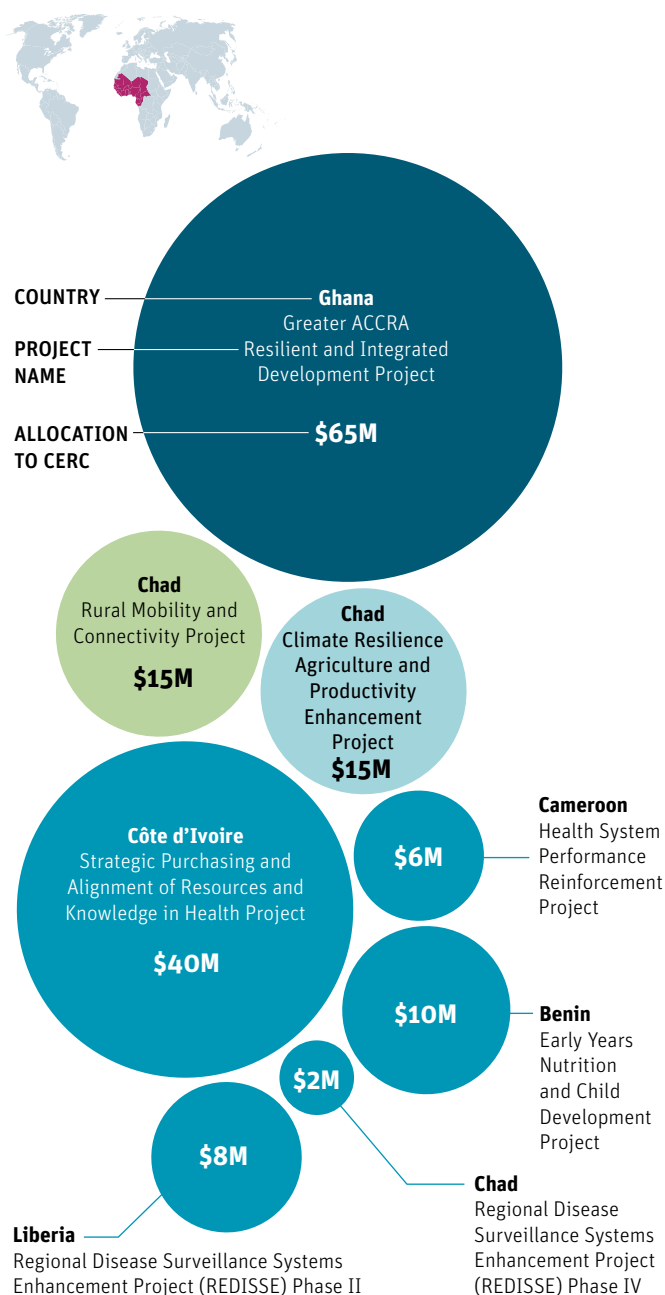 COUNTRY
PROJECT
NAME
ALLOCATION
TO CERC
Ghana
Greater ACCRA
Resilient and Integrated
Development Project
$65M
Chad
Rural Mobility and
Connectivity Project
$15M
Chad
Climate Resilience
Agriculture and
Productivity
Enhancement
Project
$15M
Côte d’Ivoire
Strategic Purchasing and
Alignment of Resources and
Knowledge in Health Project
$40M
$6M
Cameroon
Health System
Performance
Reinforcement
Project
$10M
Benin
Early Years
Nutrition
and Child
Development
Project
$2M
Chad
Regional Disease
Surveillance Systems
Enhancement Project
(REDISSE) Phase IV
$8M
Liberia
Regional Disease Surveillance Systems
Enhancement Project (REDISSE) Phase II